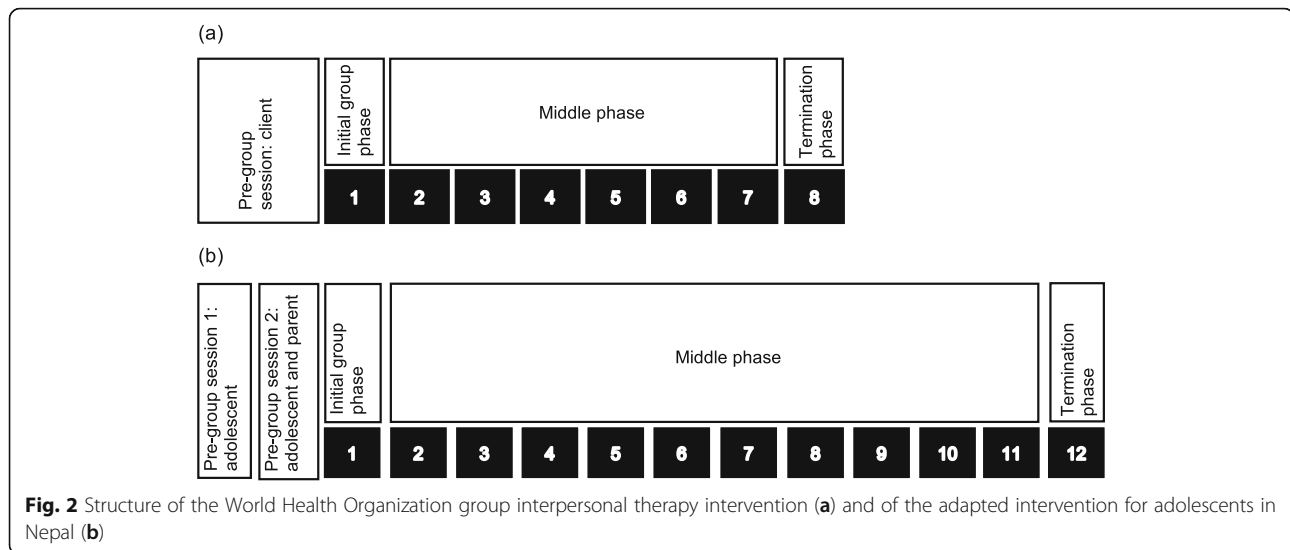 (a)
Pre-group
session: client
Initial group
phase
Middle phase
Termination
phase
1 2 3 4 5 6 7 8
(b)
Pre-group session 1:
adolescent
Pre-group session 2:
adolescent and parent
Initial group
phase
Middle phase
Termination
phase
1 2 3 4 5 6 7 8 9 10 11 12
Fig. 2 Structure of the World Health Organization group interpersonal therapy intervention (a) and of the adapted intervention for adolescents in
Nepal (b)